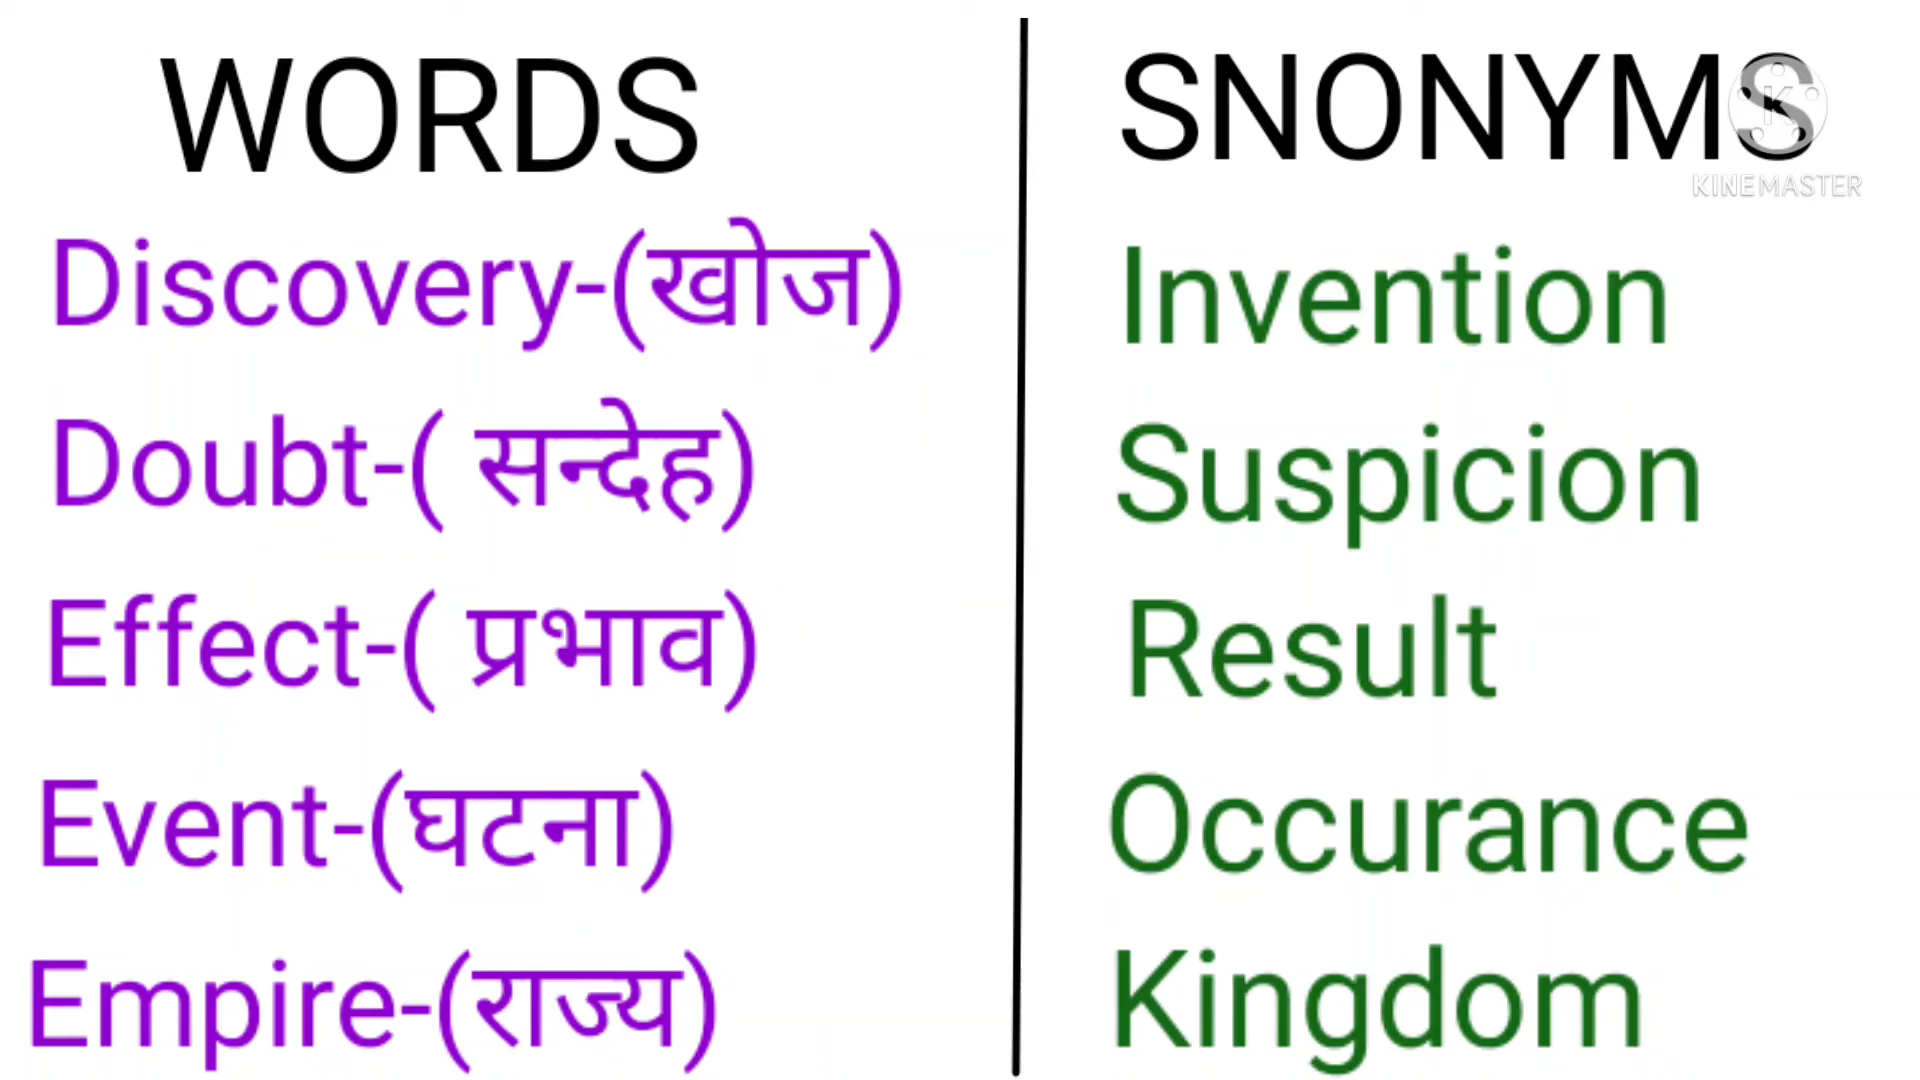 WORDS
SNONYMS
KINEMASTER
Discovery-(खोज)
Invention
Doubt-( सन्देह)
Suspicion
Effect-( प्रभाव)
Result
Event-(घटना)
Occurance
Empire-(राज्य)
Kingdom